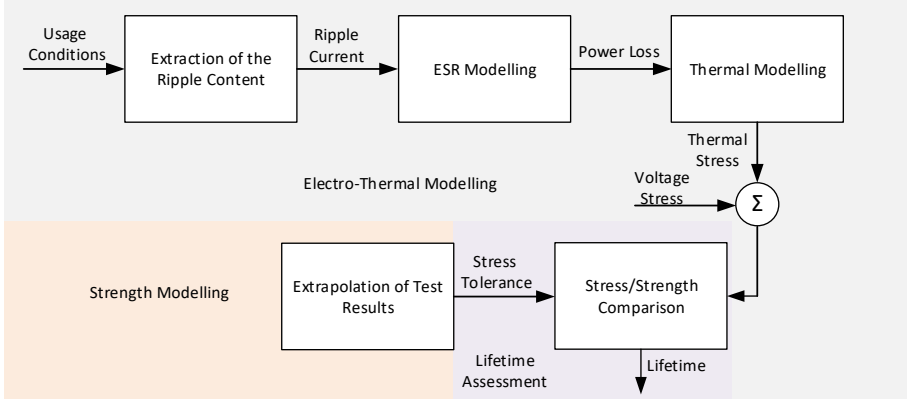 Usage
Conditions
Extraction of the
Ripple Content
Ripple
Current
ESR Modelling
Power Loss
Thermal Modelling
Thermal
Stress
Electro-Thermal Modelling
Voltage
Stress
Σ
Strength Modelling
Extrapolation of Test
Results
Stress
Tolerance
Stress/Strength
Comparison
Lifetime
Assessment
Lifetime